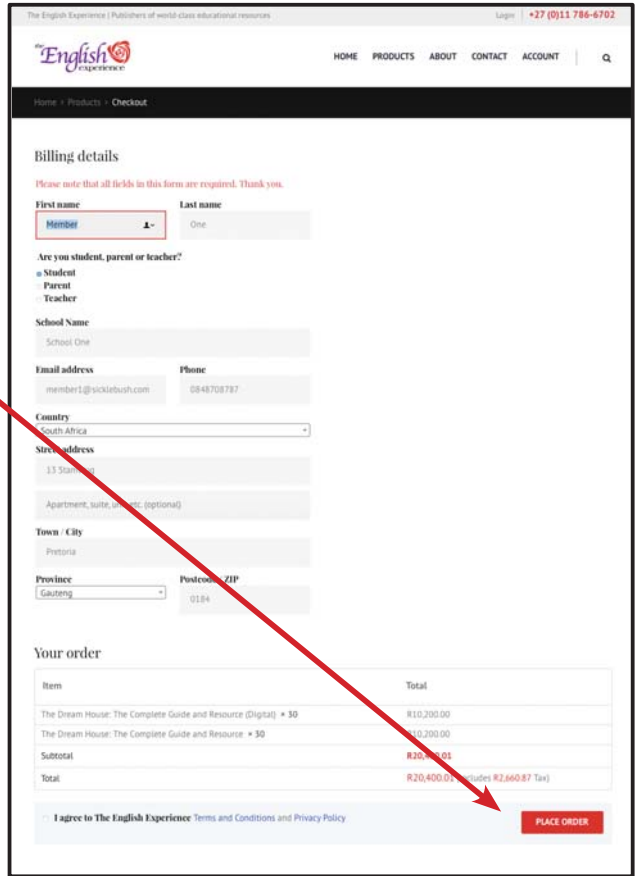 The English Experience | Publishers of world-class educational resources Login +27 (0)11 786-6702
the English experience HOME PRODUCTS ABOUT CONTACT ACCOUNT
Home › Products › Checkout
Billing details
Please note that all fields in this form are required. Thank you.
First name Last name
Member One
Are you student, parent or teacher?
Student
Parent
Teacher
School Name
School One
Email address Phone
member1@sicklebush.com 0848708787
Country
South Africa
Street address
13
Apartment, suite, unit etc. (optional)
Town / City
Pretoria
Province Postcode / ZIP
Gauteng 0184
Your order
Item Total
The Dream House: The Complete Guide and Resource (Digital) × 30 R10,200.00
The Dream House: The Complete Guide and Resource × 30 R10,200.00
Subtotal R20,400.01
Total R20,400.01 (includes R2,660.87 Tax)
I agree to The English Experience Terms and Conditions and Privacy Policy PLACE ORDER